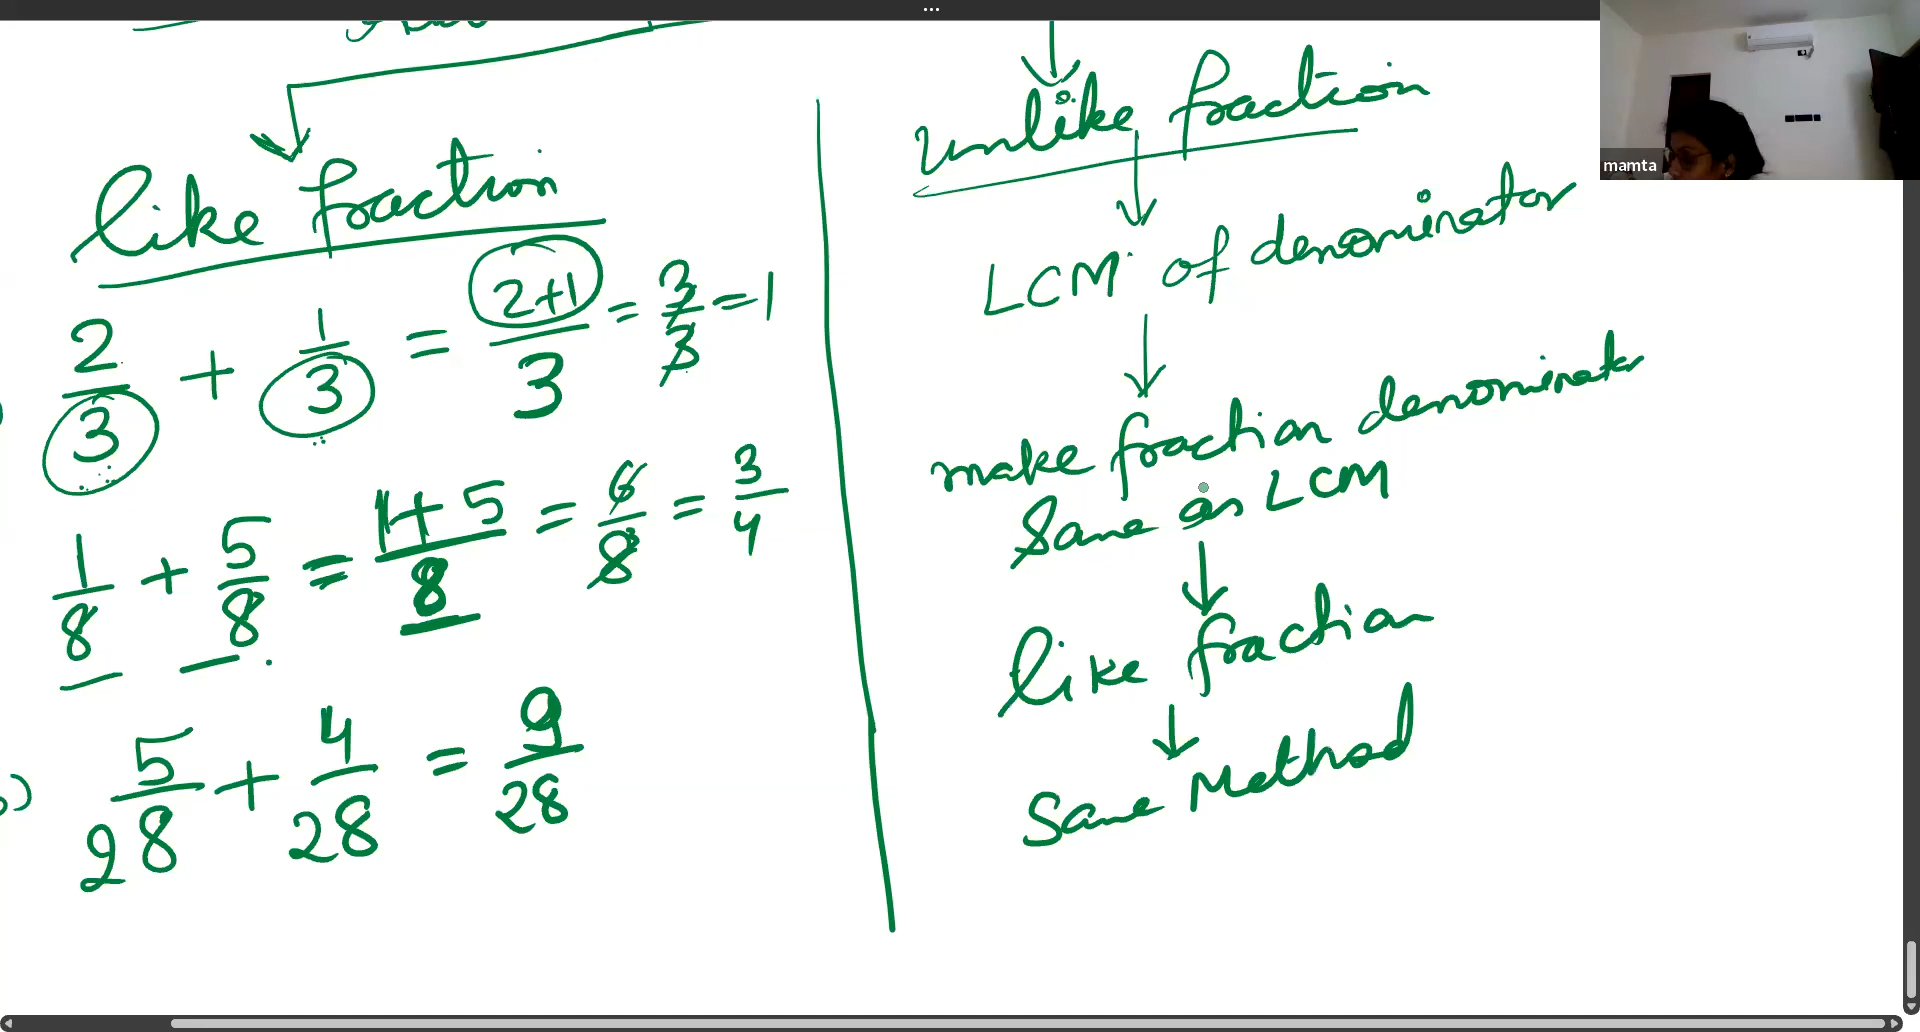 like fraction
2/3 + 1/3 = 2+1/3 = 3/3 = 1
1/8 + 5/8 = 1+5/8 = 6/8 = 3/4
5/28 + 4/28 = 9/28
unlike fraction
LCM of denominator
make fraction denominator
Same as LCM
like fraction
Same Method
mamta